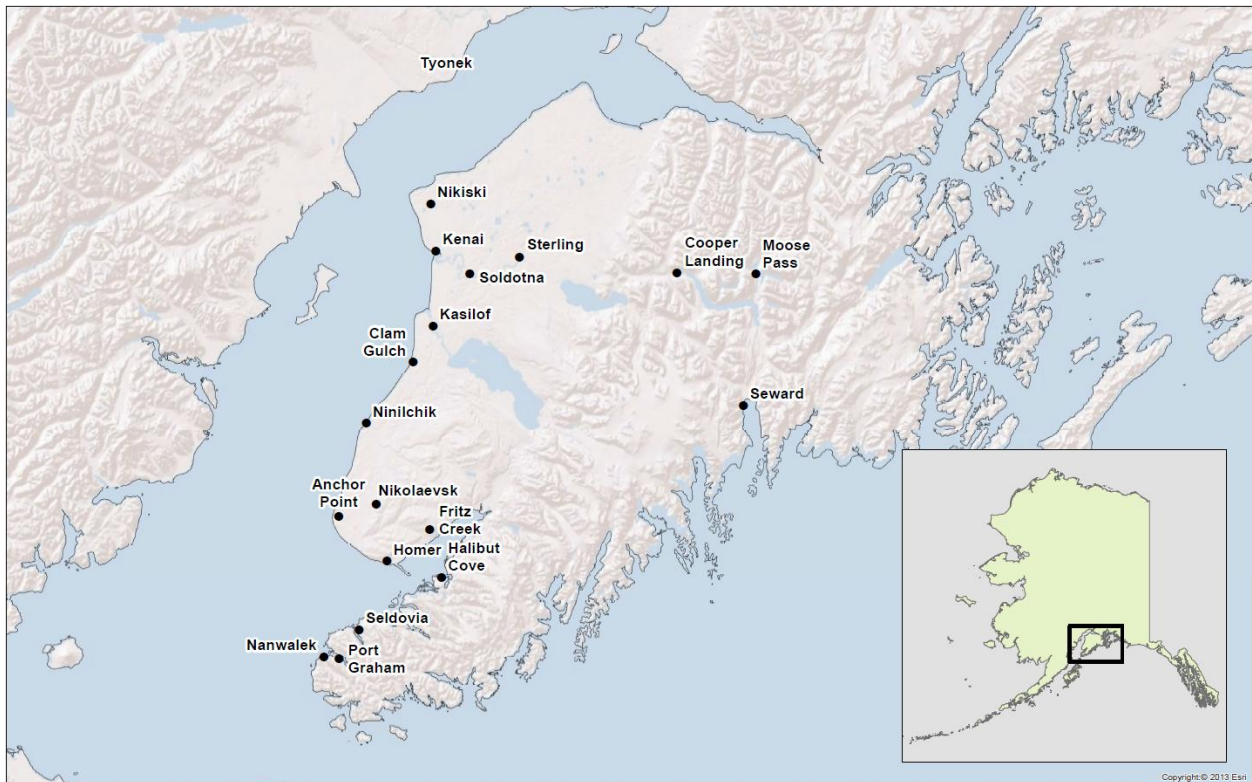 Tyonek
Nikiski
Kenai
Sterling
Soldotna
Cooper
Landing
Moose
Pass
Kasilof
Clam
Gulch
Seward
Ninilchik
Anchor
Point
Nikolaevsk
Fritz
Creek
Homer
Halibut
Cove
Seldovia
Nanwalek
Port
Graham
Copyright:© 2013 Esri